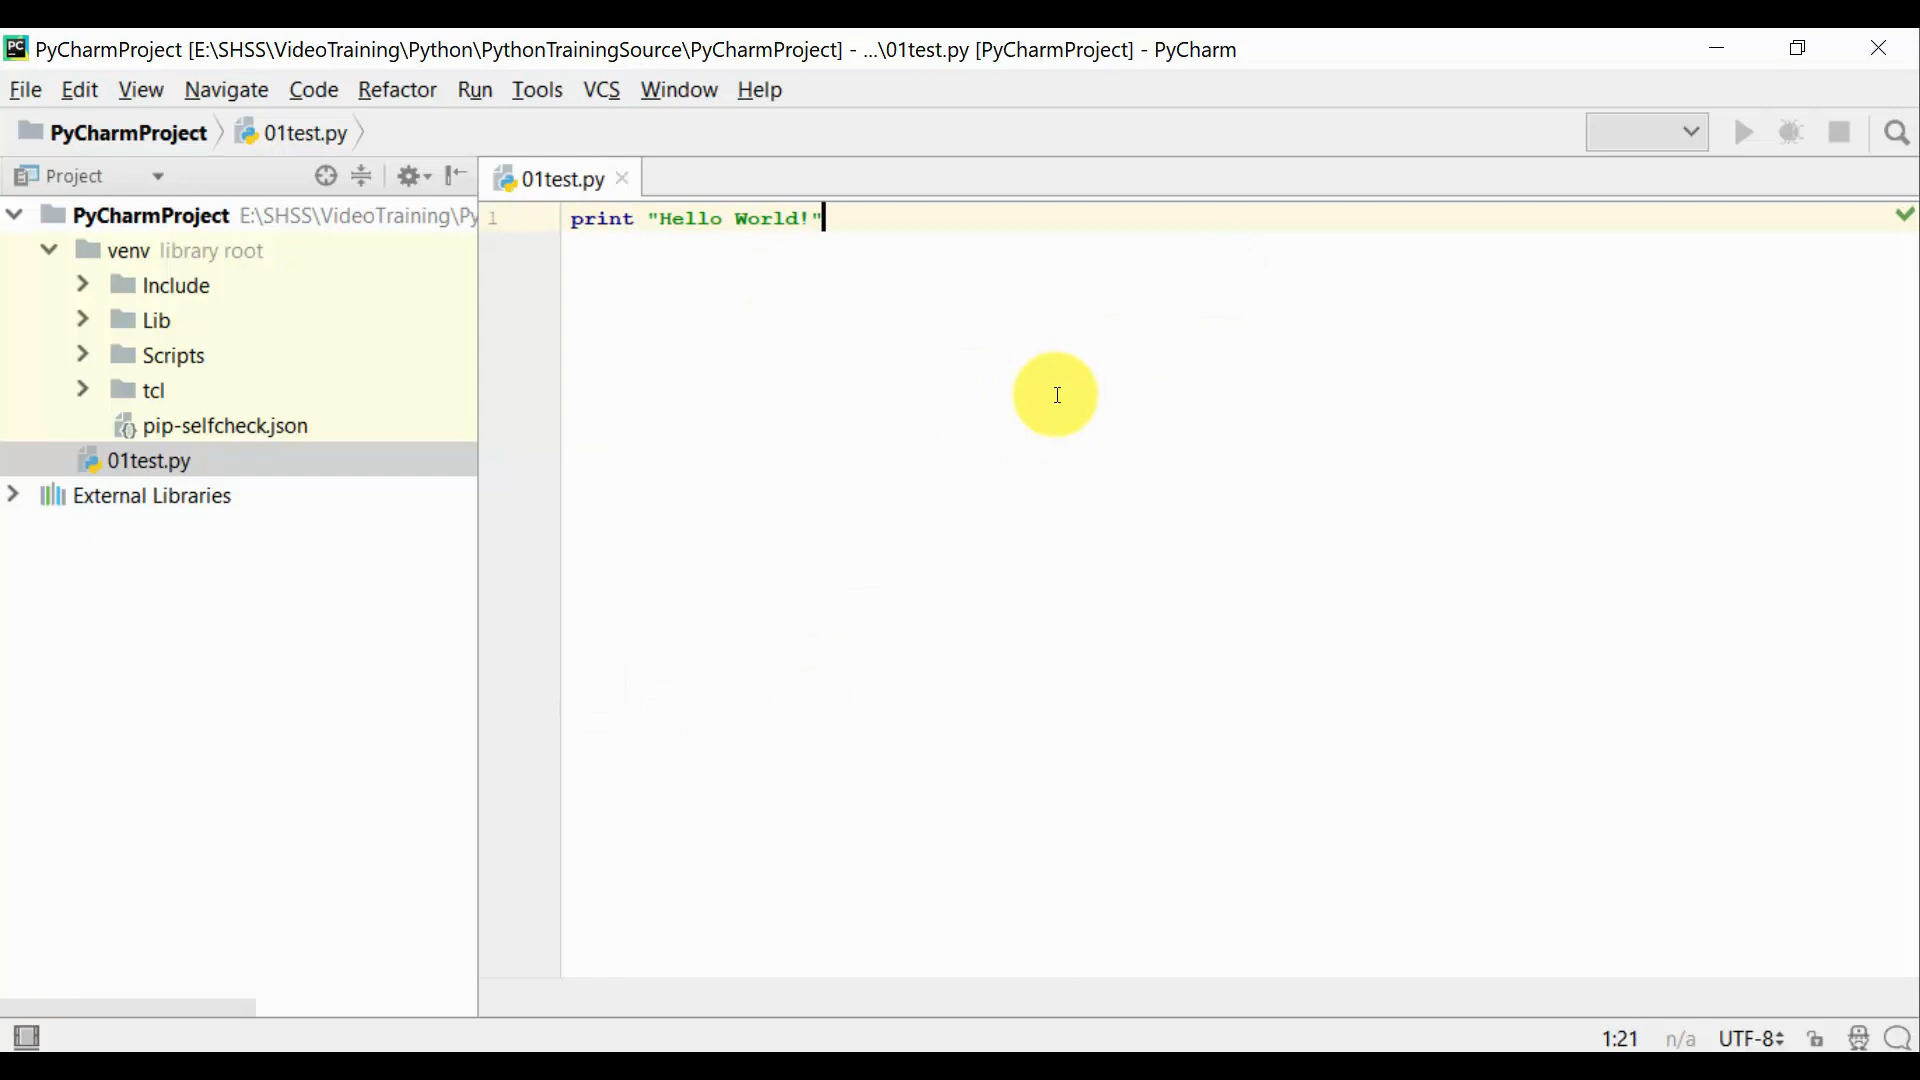 PC PyCharmProject [E:\SHSS\VideoTraining\Python\PythonTrainingSource\PyCharmProject] - ...\01test.py [PyCharmProject] - PyCharm
File Edit View Navigate Code Refactor Run Tools VCS Window Help
PyCharmProject 01test.py
Project 01test.py
PyCharmProject E:\SHSS\VideoTraining\Py
1 print "Hello World!"
venv library root
Include
Lib
Scripts
tcl
pip-selfcheck.json
01test.py
External Libraries
1:21 n/a UTF-8